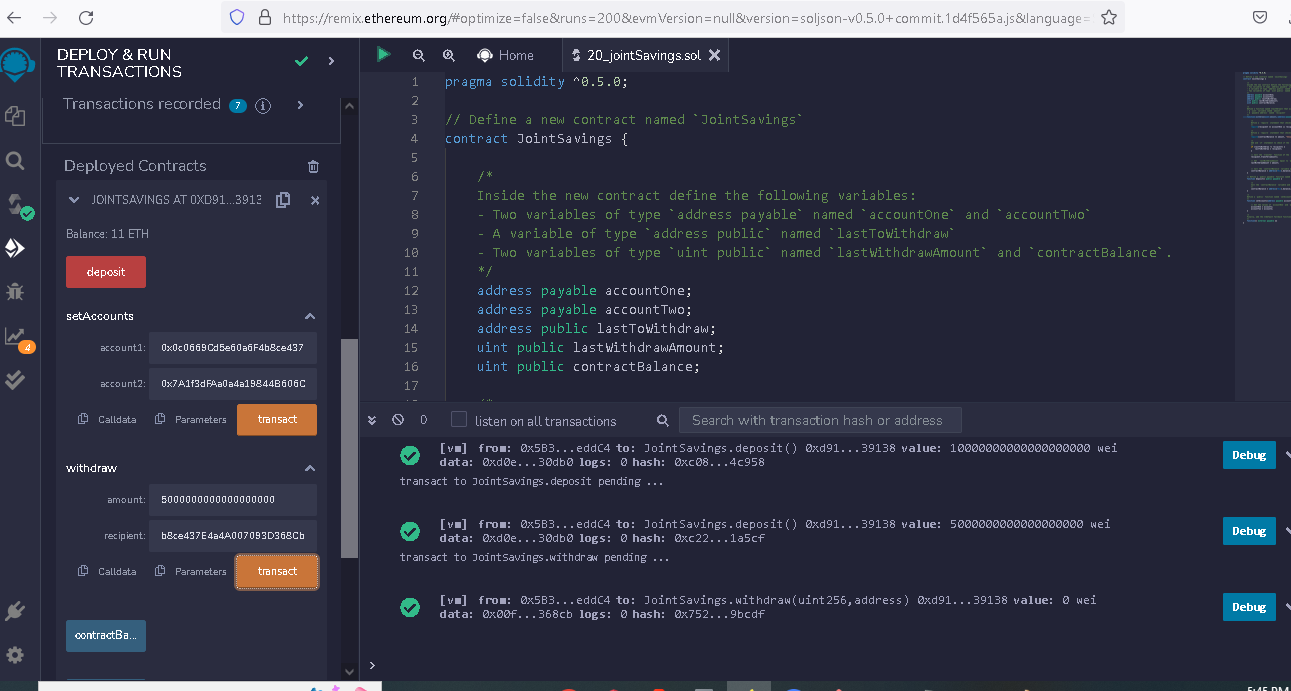 https://remix.ethereum.org/#optimize=false&runs=200&evmVersion=null&version=soljson-v0.5.0+commit.1d4f565a.js&language=
DEPLOY & RUN
TRANSACTIONS
Transactions recorded 7 i
Deployed Contracts
JOINTSAVINGS AT 0XD91...39138
Balance: 11 ETH
deposit
setAccounts
account1: 0x0c0669Cd5e60a6F4b8ce437
account2: 0x7A1f3dFAa0a4a19844B606C
Calldata Parameters transact
withdraw
amount: 5000000000000000000
recipient: b8ce437E4a4A007093D368Cb
Calldata Parameters transact
contractBa...
4
Home 20_jointSavings.sol
1 pragma solidity ^0.5.0;
2
3 // Define a new contract named `JointSavings`
4 contract JointSavings {
5
6 /*
7 Inside the new contract define the following variables:
8 - Two variables of type `address payable` named `accountOne` and `accountTwo`
9 - A variable of type `address public` named `lastToWithdraw`
10 - Two variables of type `uint public` named `lastWithdrawAmount` and `contractBalance`.
11 */
12 address payable accountOne;
13 address payable accountTwo;
14 address public lastToWithdraw;
15 uint public lastWithdrawAmount;
16 uint public contractBalance;
17
0 listen on all transactions Search with transaction hash or address
[vm] from: 0x5B3...eddC4 to: JointSavings.deposit() 0xd91...39138 value: 10000000000000000000 wei
data: 0xd0e...30db0 logs: 0 hash: 0xc08...4c958
Debug
transact to JointSavings.deposit pending ...
[vm] from: 0x5B3...eddC4 to: JointSavings.deposit() 0xd91...39138 value: 5000000000000000000 wei
data: 0xd0e...30db0 logs: 0 hash: 0xc22...1a5cf
Debug
transact to JointSavings.withdraw pending ...
[vm] from: 0x5B3...eddC4 to: JointSavings.withdraw(uint256,address) 0xd91...39138 value: 0 wei
data: 0x00f...368cb logs: 0 hash: 0x752...9bcdf
Debug
>